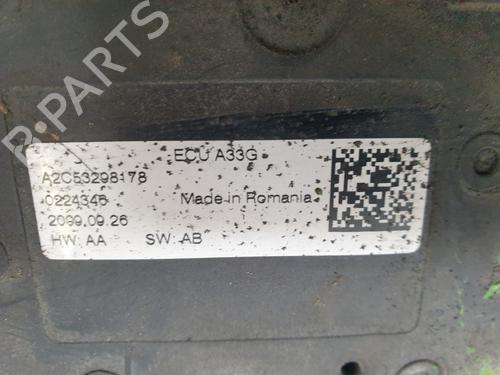 B-PARTS
ECU A33G
A2C53298178
0224346 Made in Romania
2009.09.26
HW: AA SW: AB